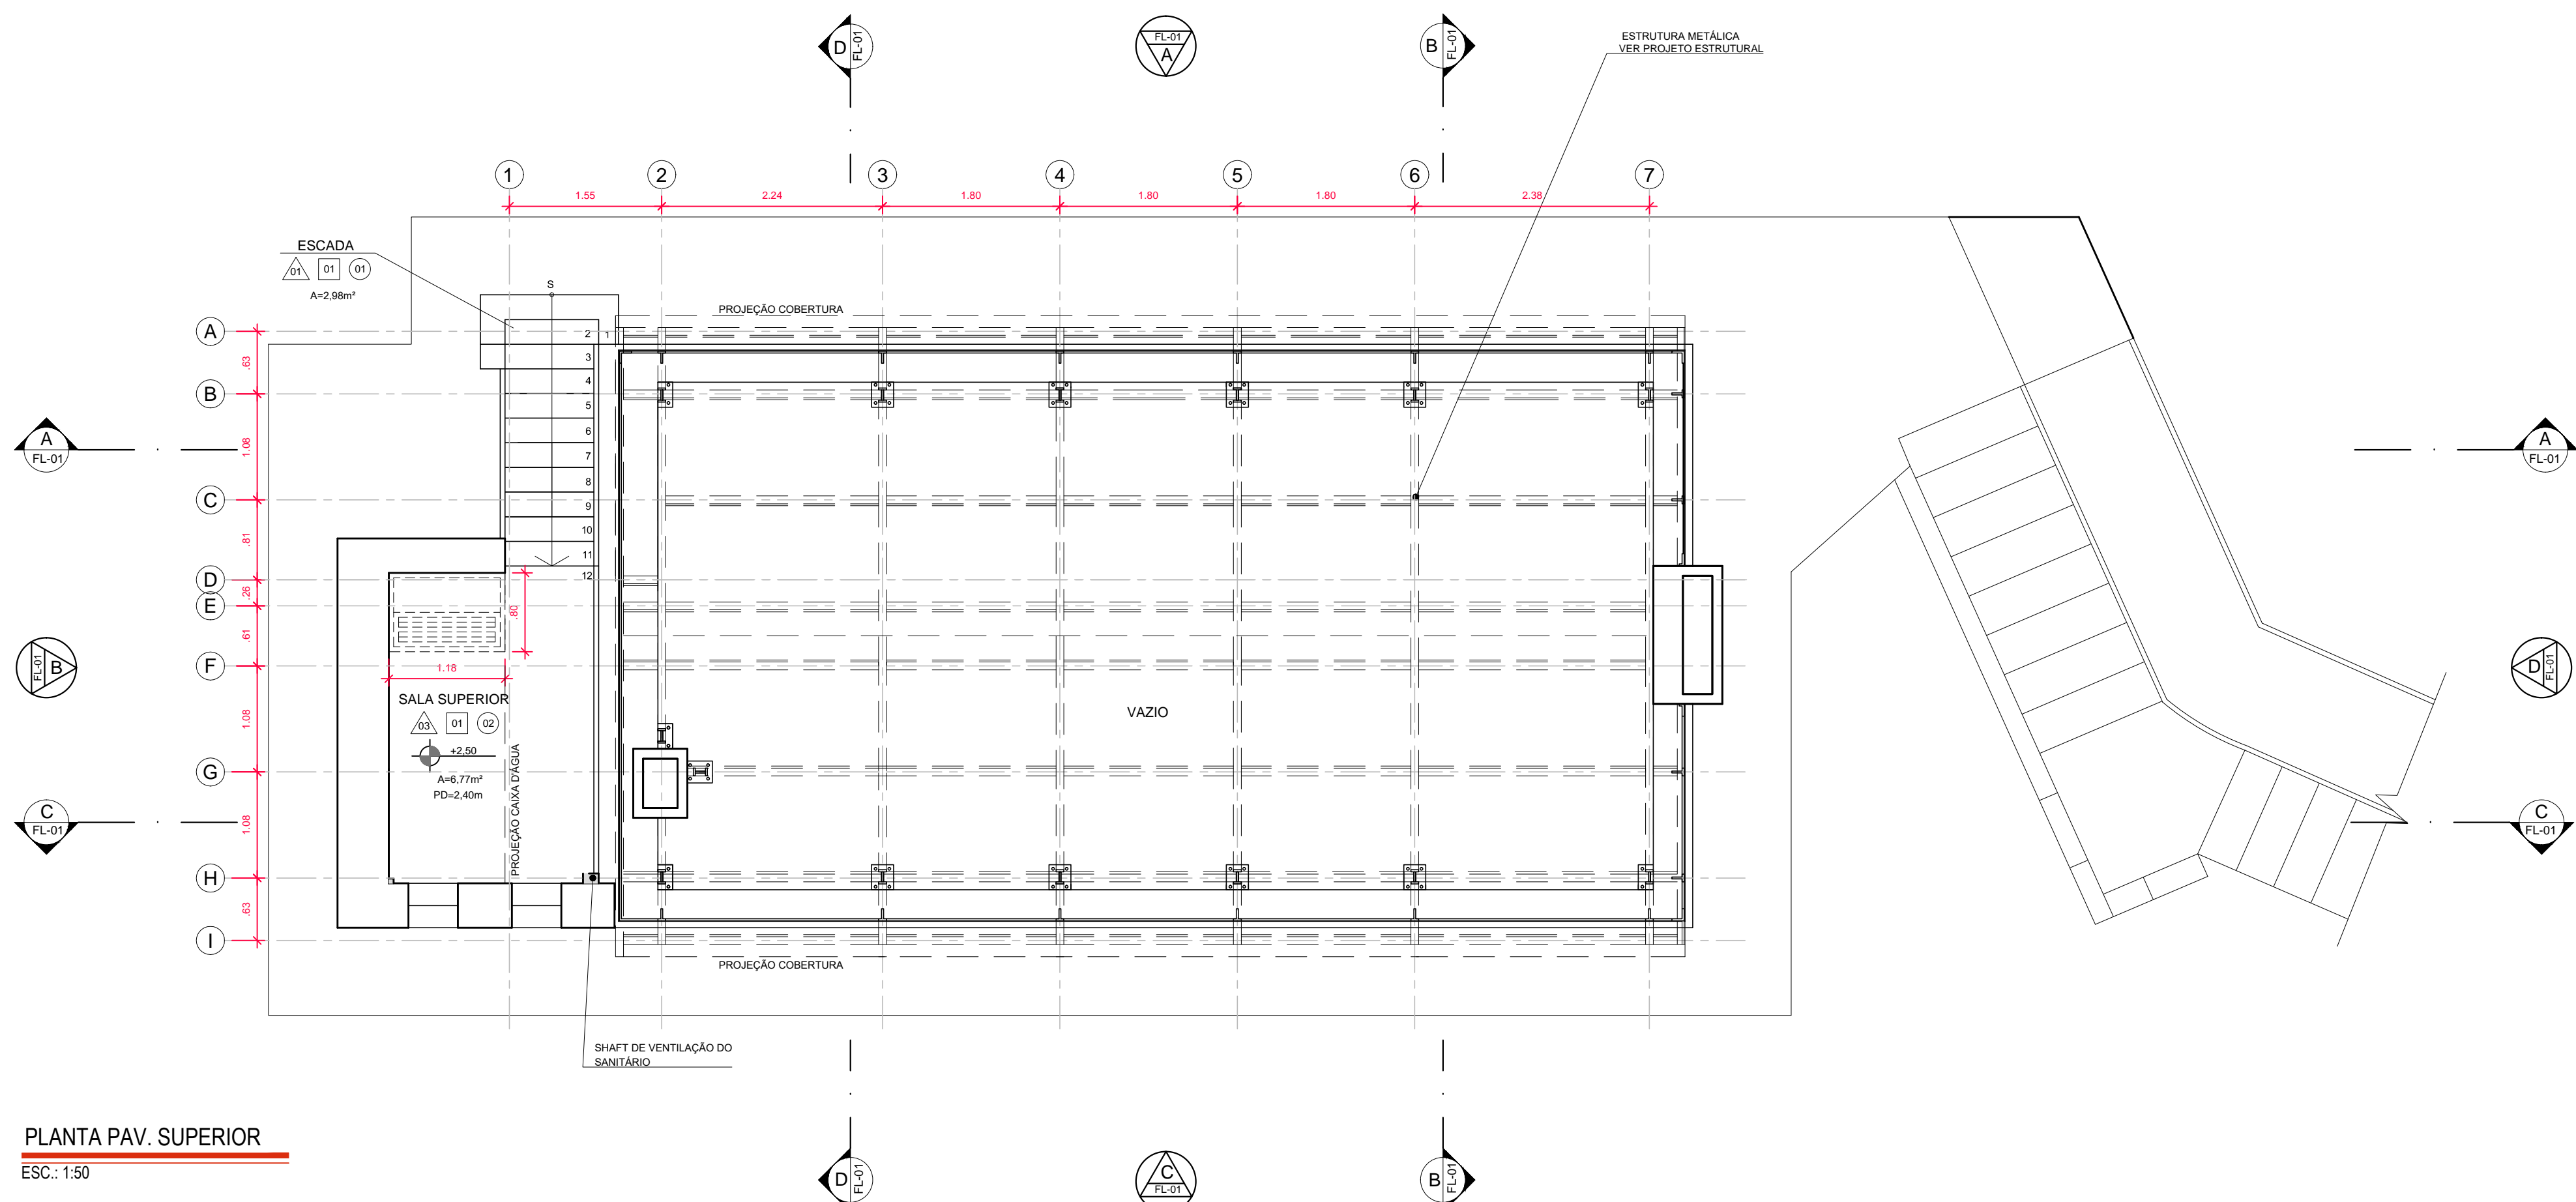 D FL-01
FL-01 A
B FL-01
ESTRUTURA METÁLICA
VER PROJETO ESTRUTURAL
1 2 3 4 5 6 7
1.55 2.24 1.80 1.80 1.80 2.38
ESCADA
01 01 01
A=2,98m²
S
PROJEÇÃO COBERTURA
A
B
C
D
E
F
G
H
I
.63
1.08
.81
.26
.61
1.08
1.08
.63
1
2
3
4
5
6
7
8
9
10
11
12
A
FL-01
A
FL-01
.80
1.18
FL-01 B
D FL-01
SALA SUPERIOR
03 01 02
+2,50
A=6,77m²
PD=2,40m
PROJEÇÃO CAIXA D'ÁGUA
VAZIO
C
FL-01
C
FL-01
PROJEÇÃO COBERTURA
SHAFT DE VENTILAÇÃO DO
SANITÁRIO
PLANTA PAV. SUPERIOR
ESC.: 1:50
D FL-01
C
FL-01
B FL-01